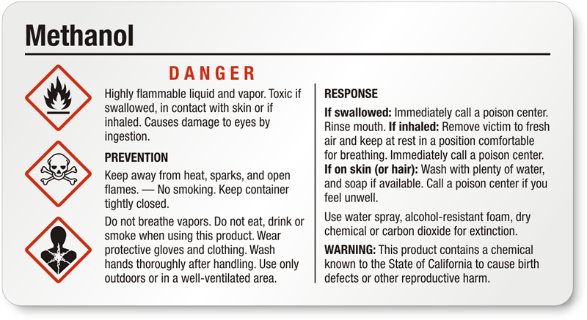 Methanol
DANGER
Highly flammable liquid and vapor. Toxic if
swallowed, in contact with skin or if
inhaled. Causes damage to eyes by
ingestion.
PREVENTION
Keep away from heat, sparks, and open
flames. — No smoking. Keep container
tightly closed.
Do not breathe vapors. Do not eat, drink or
smoke when using this product. Wear
protective gloves and clothing. Wash
hands thoroughly after handling. Use only
outdoors or in a well-ventilated area.
RESPONSE
If swallowed: Immediately call a poison center.
Rinse mouth. If inhaled: Remove victim to fresh
air and keep at rest in a position comfortable
for breathing. Immediately call a poison center.
If on skin (or hair): Wash with plenty of water,
and soap if available. Call a poison center if you
feel unwell.
Use water spray, alcohol-resistant foam, dry
chemical or carbon dioxide for extinction.
WARNING: This product contains a chemical
known to the State of California to cause birth
defects or other reproductive harm.